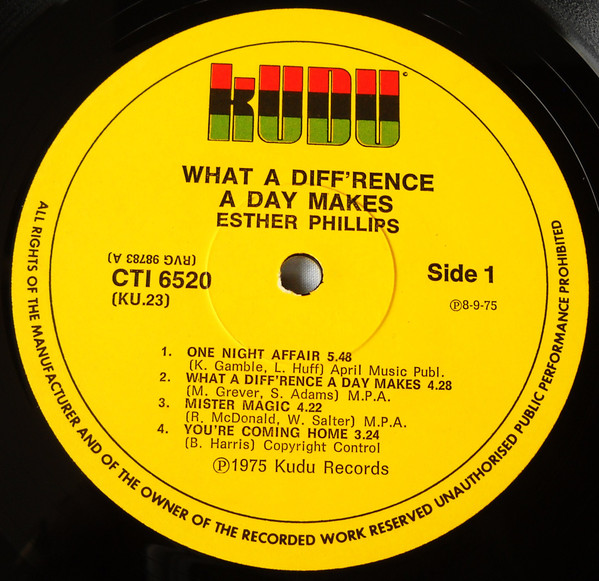 KUDU
©
WHAT A DIFF'RENCE
A DAY MAKES
ESTHER PHILLIPS
(RVG 98783 A)
CTI 6520
(KU.23)
Side 1
℗8-9-75
1. ONE NIGHT AFFAIR 5.48
(K. Gamble, L. Huff) April Music Publ.
2. WHAT A DIFF'RENCE A DAY MAKES 4.28
(M. Grever, S. Adams) M.P.A.
3. MISTER MAGIC 4.22
(R. McDonald, W. Salter) M.P.A.
4. YOU'RE COMING HOME 3.24
(B. Harris) Copyright Control
℗1975 Kudu Records
ALL RIGHTS OF THE MANUFACTURER AND OF THE OWNER OF THE RECORDED WORK RESERVED UNAUTHORISED PUBLIC PERFORMANCE PROHIBITED